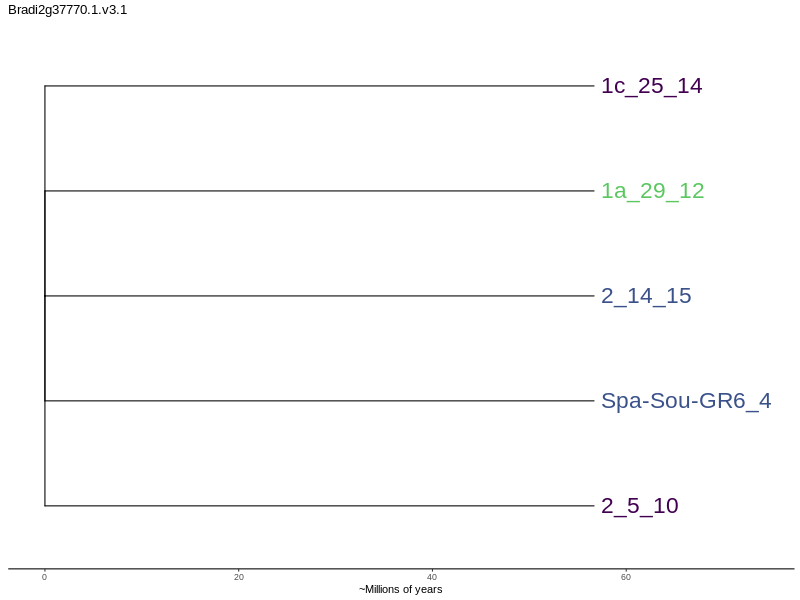 Bradi2g37770.1.v3.1
1c_25_14
1a_29_12
2_14_15
Spa-Sou-GR6_4
2_5_10
0 20 40 60
~Millions of years